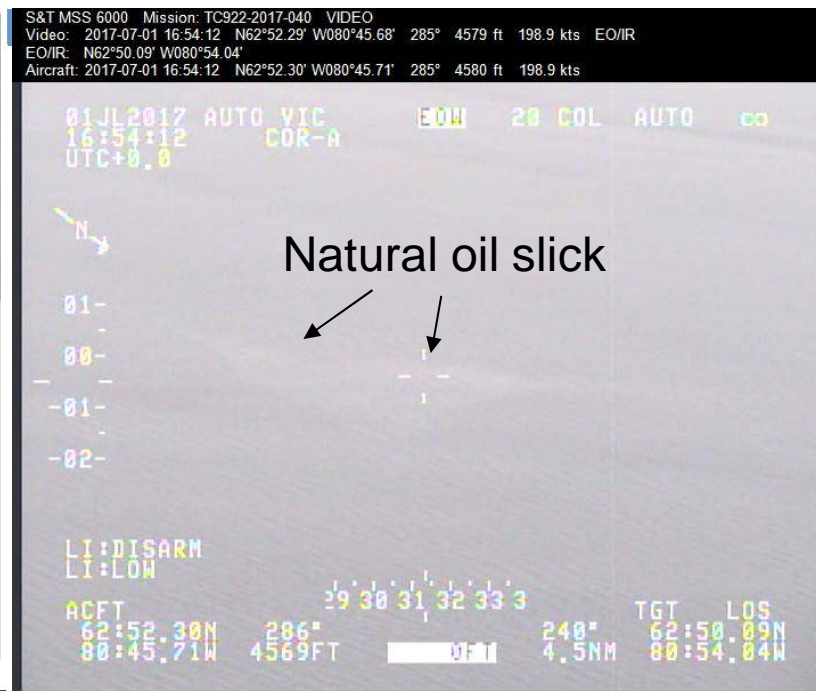 S&T MSS 6000 Mission: TC922-2017-040 VIDEO
Video: 2017-07-01 16:54:12 N62°52.29' W080°45.68' 285° 4579 ft 198.9 kts EO/IR
EO/IR: N62°50.09' W080°54.04'
Aircraft: 2017-07-01 16:54:12 N62°52.30' W080°45.71' 285° 4580 ft 198.9 kts
01JL2017 AUTO VIC EOW 20 COL AUTO
16:54:12 COR-A
UTC+0.0
N
Natural oil slick
01-
00-
-01-
-02-
LI:DISARM
LI:LOW
29 30 31 32 33 3
ACFT TGT LOS
62:52.30N 286° 240° 62:50.09N
80:45.71W 4569FT 0FT 4.5NM 80:54.04W